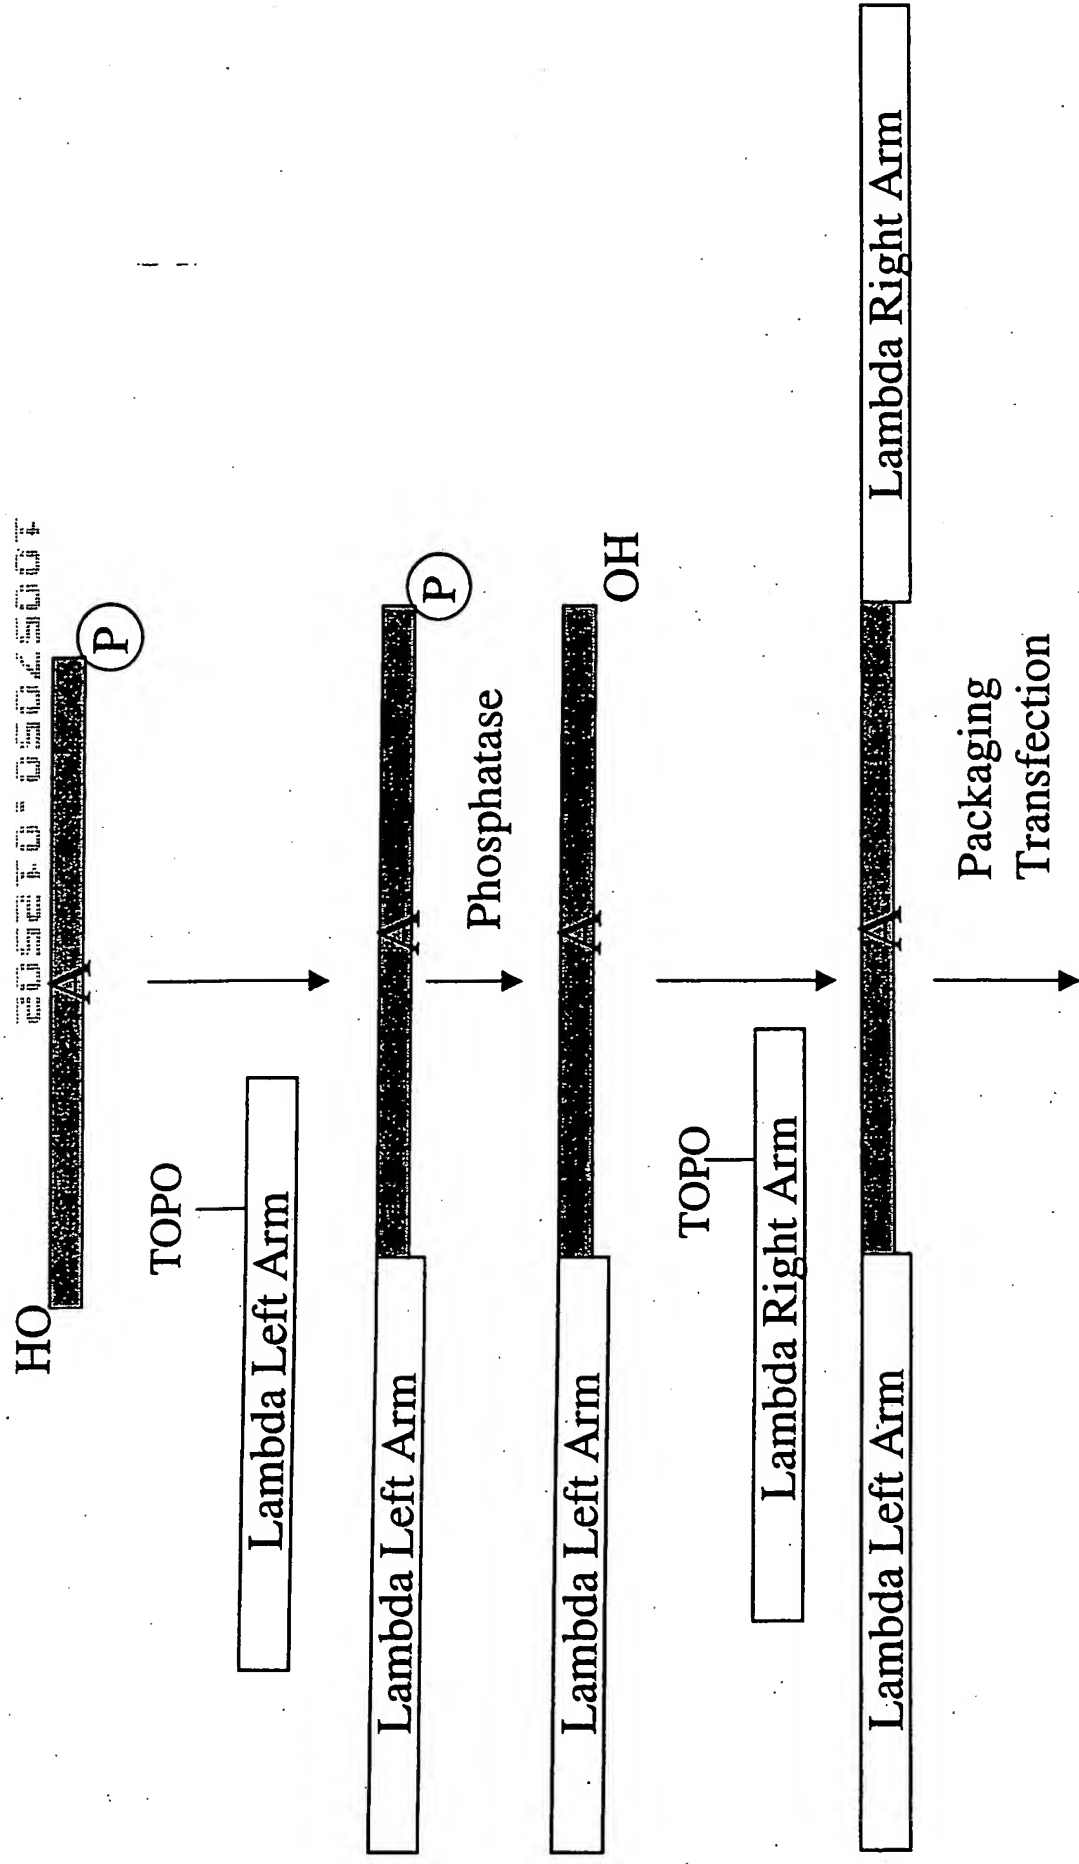 HO
A
P
TOPO
Lambda Left Arm
Lambda Left Arm
A
P
Phosphatase
Lambda Left Arm
A
OH
TOPO
Lambda Right Arm
Lambda Left Arm
A
Lambda Right Arm
Packaging
Transfection